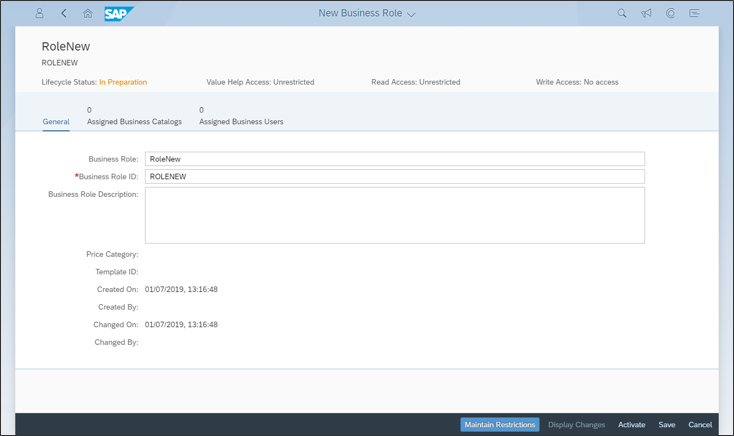 SAP
New Business Role
RoleNew
ROLENEW
Lifecycle Status: In Preparation Value Help Access: Unrestricted Read Access: Unrestricted Write Access: No access
General
0
Assigned Business Catalogs
0
Assigned Business Users
Business Role: RoleNew
*Business Role ID: ROLENEW
Business Role Description:
Price Category:
Template ID:
Created On: 01/07/2019, 13:16:48
Created By:
Changed On: 01/07/2019, 13:16:48
Changed By:
Maintain Restrictions Display Changes Activate Save Cancel